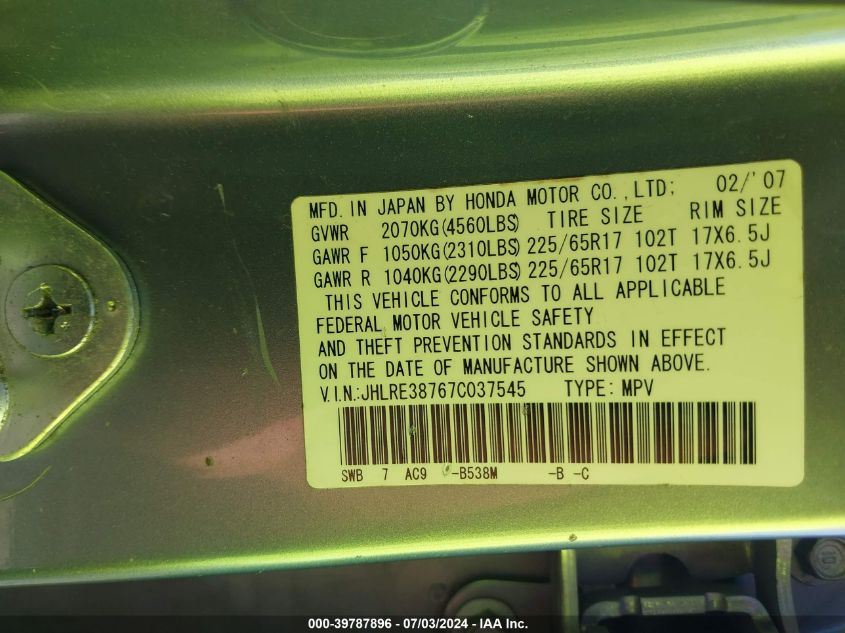 MFD. IN JAPAN BY HONDA MOTOR CO.,LTD; 02/'07
GVWR 2070KG(4560LBS) TIRE SIZE RIM SIZE
GAWR F 1050KG(2310LBS) 225/65R17 102T 17X6.5J
GAWR R 1040KG(2290LBS) 225/65R17 102T 17X6.5J
THIS VEHICLE CONFORMS TO ALL APPLICABLE
FEDERAL MOTOR VEHICLE SAFETY
AND THEFT PREVENTION STANDARDS IN EFFECT
ON THE DATE OF MANUFACTURE SHOWN ABOVE.
V.I.N.:JHLRE38767C037545 TYPE: MPV
SWB 7 AC9 -B538M -B -C
000-39787896 - 07/03/2024 - IAA Inc.